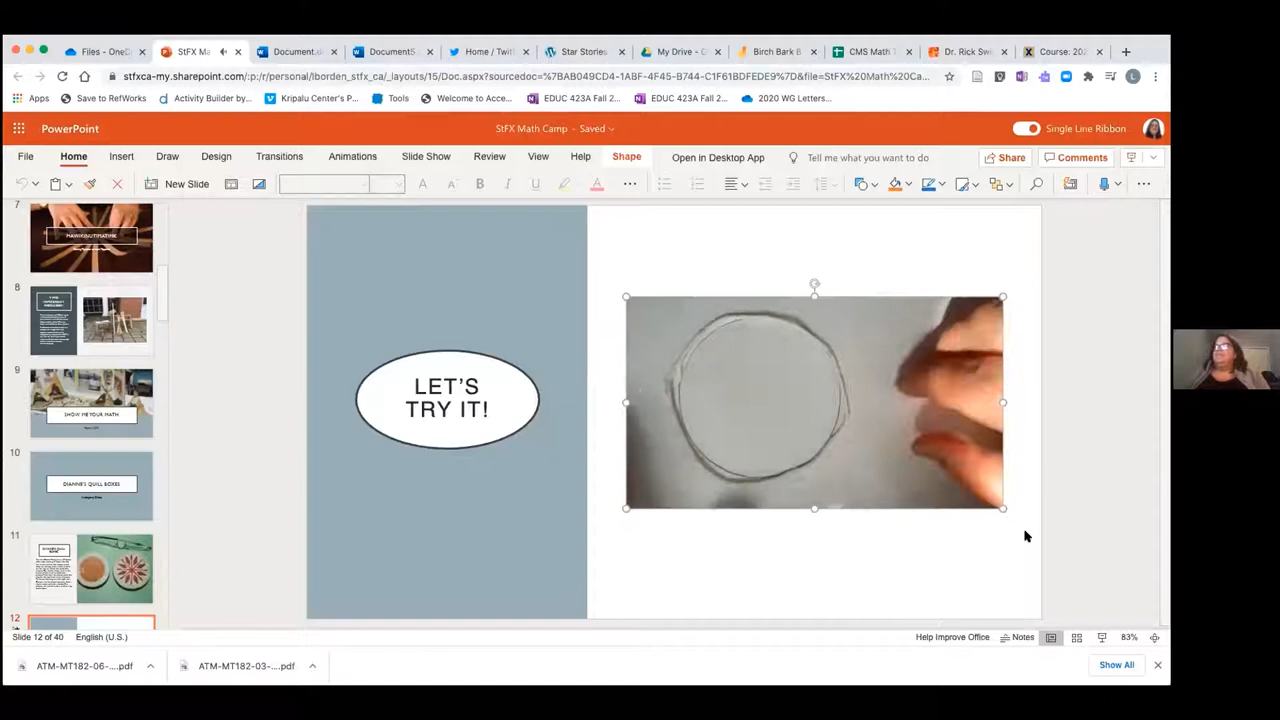 Files - OneD
StFX Ma
Document.d
Document5.
Home / Twit
Star Stories
My Drive - G
Birch Bark B
CMS Math T
Dr. Rick Sw
Course: 202
stfxca-my.sharepoint.com/:p:/r/personal/lborden_stfx_ca/_layouts/15/Doc.aspx?sourcedoc=%7BAB049CD4-1ABF-4F45-B744-C1F61BDFEDE9%7D&file=StFX%20Math%20Ca...
Apps
Save to RefWorks
Activity Builder by...
Kripalu Center's P...
Tools
Welcome to Acce...
EDUC 423A Fall 2...
EDUC 423A Fall 2...
2020 WG Letters...
PowerPoint
StFX Math Camp - Saved
Single Line Ribbon
File
Home
Insert
Draw
Design
Transitions
Animations
Slide Show
Review
View
Help
Shape
Open in Desktop App
Tell me what you want to do
Share
Comments
New Slide
7
8
9
SHOW ME YOUR MATH
10
DIANNE'S QUILL BOXES
11
12
LET'S
TRY IT!
Slide 12 of 40
English (U.S.)
Help Improve Office
Notes
83%
ATM-MT182-06-....pdf
ATM-MT182-03-....pdf
Show All